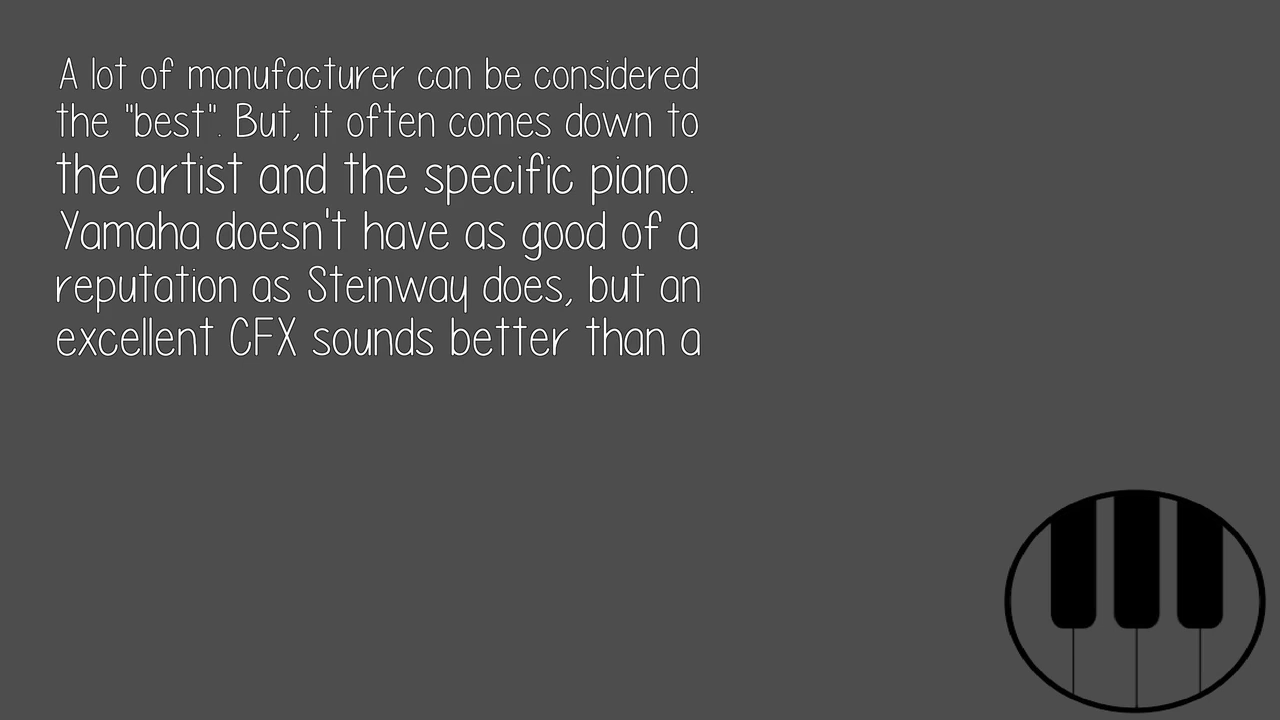 A lot of manufacturer can be considered
the "best". But, it often comes down to
the artist and the specific piano.
Yamaha doesn't have as good of a
reputation as Steinway does, but an
excellent CFX sounds better than a